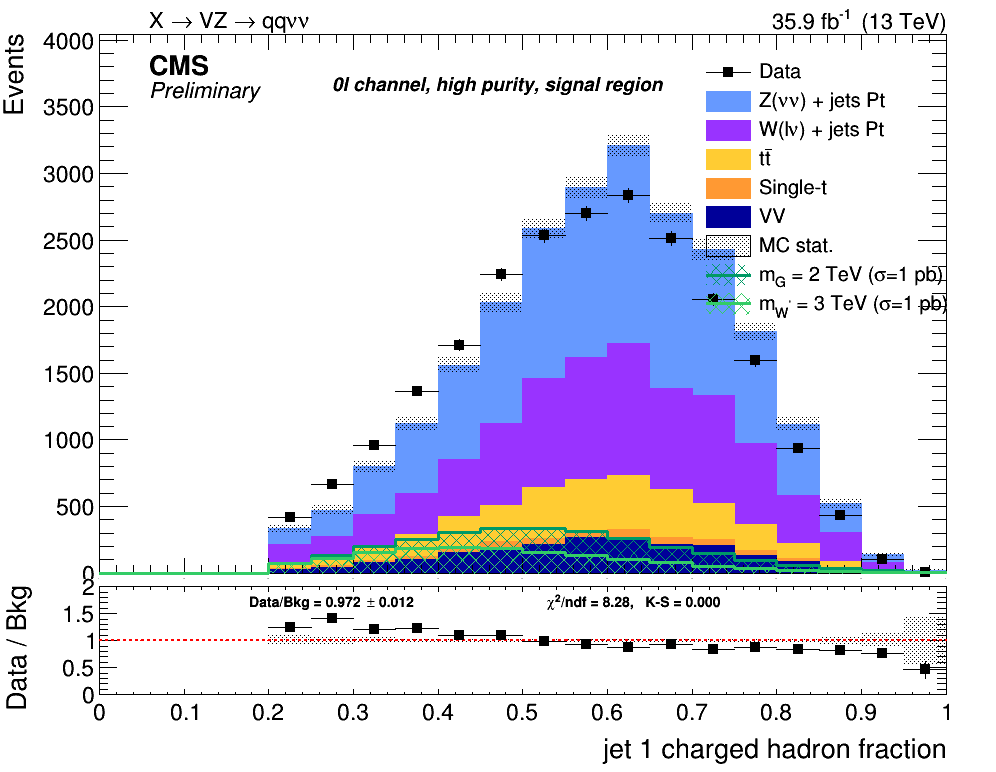 X → VZ → qqνν
35.9 fb⁻¹ (13 TeV)
Events
4000
3500
3000
2500
2000
1500
1000
500
0
CMS
Preliminary
0l channel, high purity, signal region
Data
Z(νν) + jets Pt
W(lν) + jets Pt
tt̄
Single-t
VV
MC stat.
m_G = 2 TeV (σ=1 pb)
m_W' = 3 TeV (σ=1 pb)
Data / Bkg
2
1.5
1
0.5
0
Data/Bkg = 0.972 ± 0.012
χ²/ndf = 8.28, K-S = 0.000
0 0.1 0.2 0.3 0.4 0.5 0.6 0.7 0.8 0.9 1
jet 1 charged hadron fraction